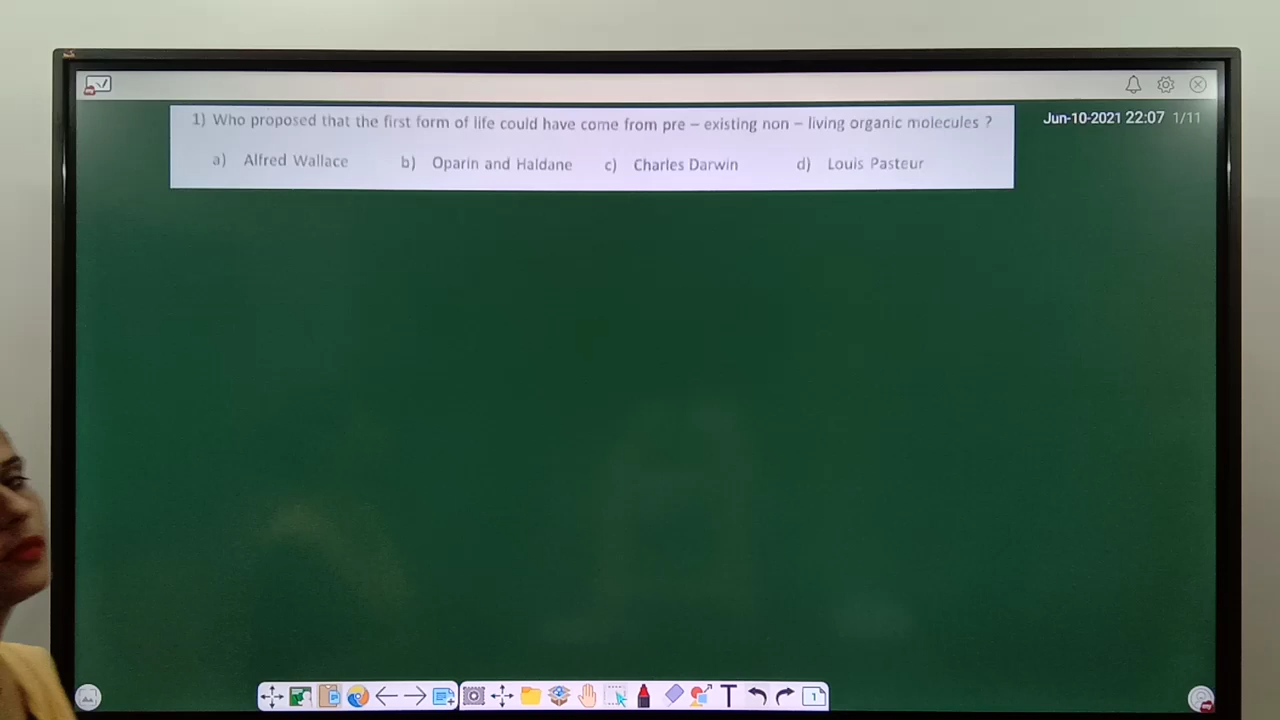 1) Who proposed that the first form of life could have come from pre – existing non – living organic molecules ?
a) Alfred Wallace b) Oparin and Haldane c) Charles Darwin d) Louis Pasteur
Jun-10-2021 22:07 1/11
T 1